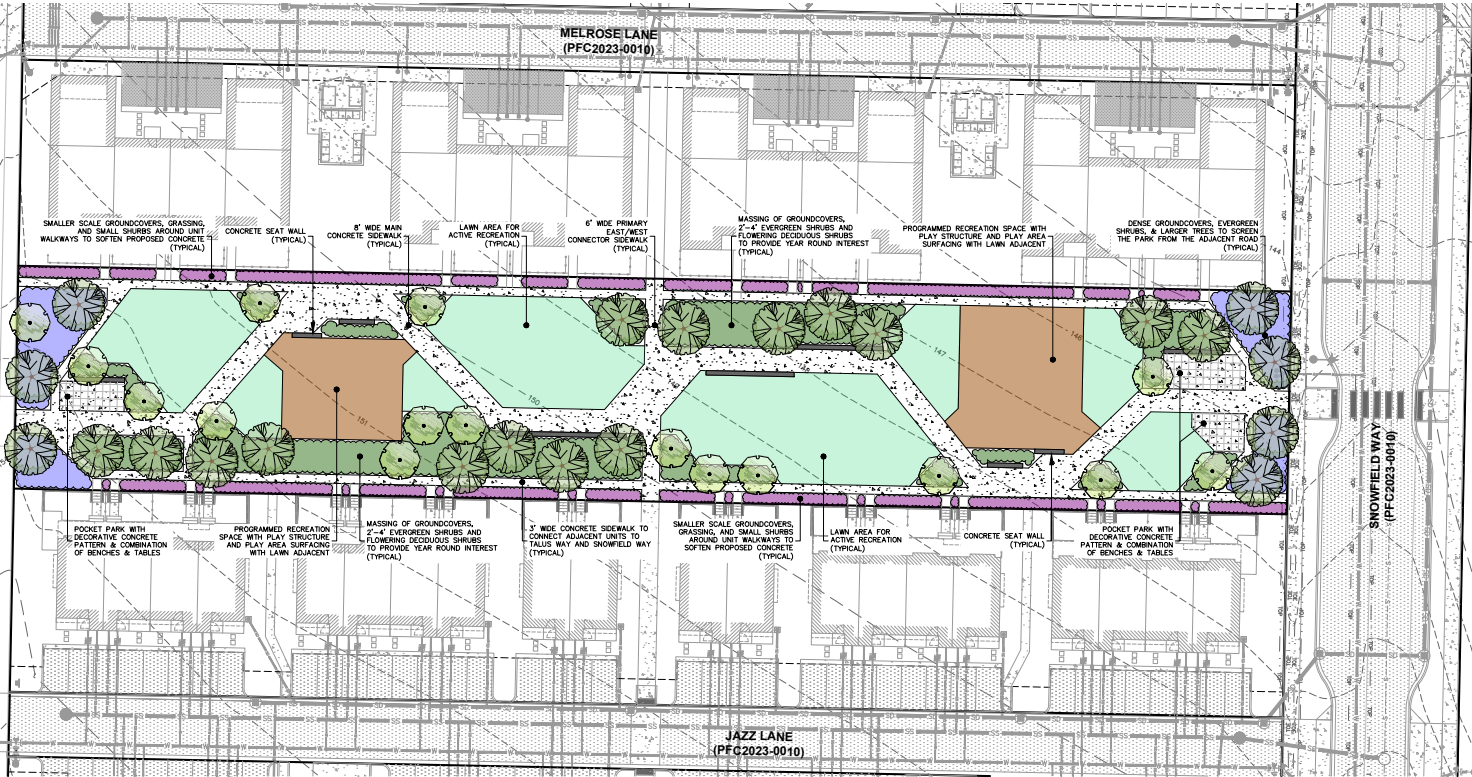 MELROSE LANE
(PFC2023-0010)
SMALLER SCALE GROUNDCOVERS, GRASSING,
AND SMALL SHRUBS AROUND UNIT
WALKWAYS TO SOFTEN PROPOSED CONCRETE
(TYPICAL)
CONCRETE SEAT WALL
(TYPICAL)
8' WIDE MAIN
CONCRETE SIDEWALK
(TYPICAL)
LAWN AREA FOR
ACTIVE RECREATION
(TYPICAL)
6' WIDE PRIMARY
EAST/WEST
CONNECTOR SIDEWALK
(TYPICAL)
MASSING OF GROUNDCOVERS,
2'-4' EVERGREEN SHRUBS AND
FLOWERING DECIDUOUS SHRUBS
TO PROVIDE YEAR ROUND INTEREST
(TYPICAL)
PROGRAMMED RECREATION SPACE WITH
PLAY STRUCTURE AND PLAY AREA
SURFACING WITH LAWN ADJACENT
DENSE GROUNDCOVERS, EVERGREEN
SHRUBS, & LARGER TREES TO SCREEN
THE PARK FROM THE ADJACENT ROAD
(TYPICAL)
144
147
146
150
151
POCKET PARK WITH
DECORATIVE CONCRETE
PATTERN & COMBINATION
OF BENCHES & TABLES
PROGRAMMED RECREATION
SPACE WITH PLAY STRUCTURE
AND PLAY AREA SURFACING
WITH LAWN ADJACENT
MASSING OF GROUNDCOVERS,
2'-4' EVERGREEN SHRUBS AND
FLOWERING DECIDUOUS SHRUBS
TO PROVIDE YEAR ROUND INTEREST
(TYPICAL)
3' WIDE CONCRETE SIDEWALK TO
CONNECT ADJACENT UNITS TO
TALUS WAY AND SNOWFIELD WAY
(TYPICAL)
SMALLER SCALE GROUNDCOVERS,
GRASSING, AND SMALL SHRUBS
AROUND UNIT WALKWAYS TO
SOFTEN PROPOSED CONCRETE
(TYPICAL)
LAWN AREA FOR
ACTIVE RECREATION
(TYPICAL)
CONCRETE SEAT WALL
(TYPICAL)
POCKET PARK WITH
DECORATIVE CONCRETE
PATTERN & COMBINATION
OF BENCHES & TABLES
SNOWFIELD WAY
(PFC2023-0010)
JAZZ LANE
(PFC2023-0010)